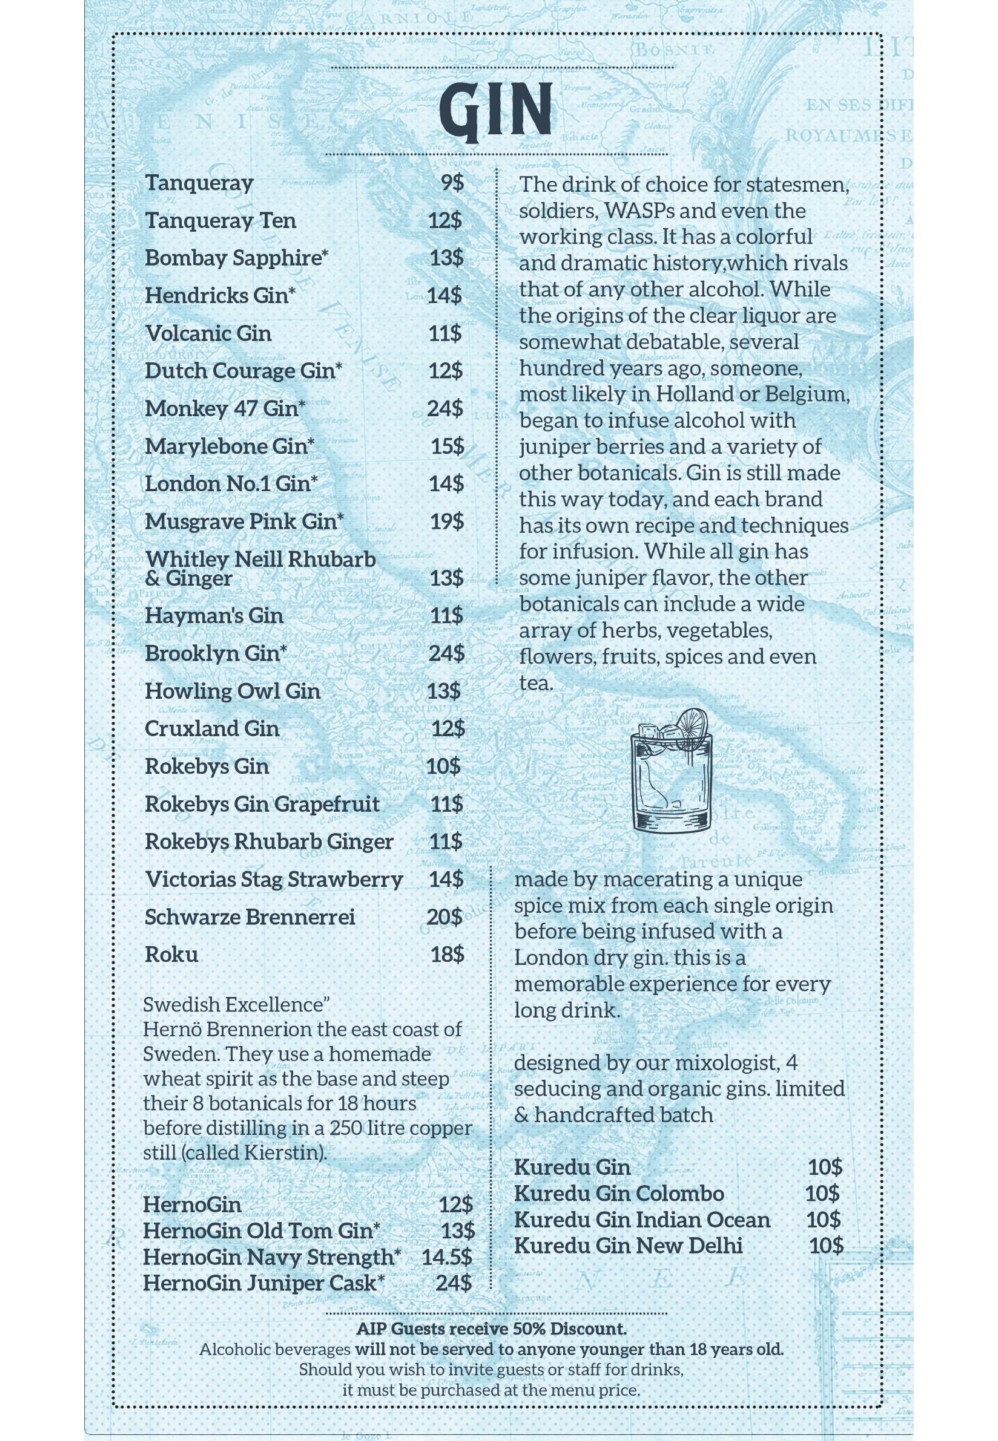 GIN
Tanqueray 9$
Tanqueray Ten 12$
Bombay Sapphire* 13$
Hendricks Gin* 14$
Volcanic Gin 11$
Dutch Courage Gin* 12$
Monkey 47 Gin* 24$
Marylebone Gin* 15$
London No.1 Gin* 14$
Musgrave Pink Gin* 19$
Whitley Neill Rhubarb
& Ginger 13$
Hayman's Gin 11$
Brooklyn Gin* 24$
Howling Owl Gin 13$
Cruxland Gin 12$
Rokebys Gin 10$
Rokebys Gin Grapefruit 11$
Rokebys Rhubarb Ginger 11$
Victorias Stag Strawberry 14$
Schwarze Brennerrei 20$
Roku 18$
Swedish Excellence”
Hernö Brennerion the east coast of
Sweden. They use a homemade
wheat spirit as the base and steep
their 8 botanicals for 18 hours
before distilling in a 250 litre copper
still (called Kierstin).
HernoGin 12$
HernoGin Old Tom Gin* 13$
HernoGin Navy Strength* 14.5$
HernoGin Juniper Cask* 24$
The drink of choice for statesmen,
soldiers, WASPs and even the
working class. It has a colorful
and dramatic history,which rivals
that of any other alcohol. While
the origins of the clear liquor are
somewhat debatable, several
hundred years ago, someone,
most likely in Holland or Belgium,
began to infuse alcohol with
juniper berries and a variety of
other botanicals. Gin is still made
this way today, and each brand
has its own recipe and techniques
for infusion. While all gin has
some juniper flavor, the other
botanicals can include a wide
array of herbs, vegetables,
flowers, fruits, spices and even
tea.
made by macerating a unique
spice mix from each single origin
before being infused with a
London dry gin. this is a
memorable experience for every
long drink.
designed by our mixologist, 4
seducing and organic gins. limited
& handcrafted batch
Kuredu Gin 10$
Kuredu Gin Colombo 10$
Kuredu Gin Indian Ocean 10$
Kuredu Gin New Delhi 10$
AIP Guests receive 50% Discount.
Alcoholic beverages will not be served to anyone younger than 18 years old.
Should you wish to invite guests or staff for drinks,
it must be purchased at the menu price.